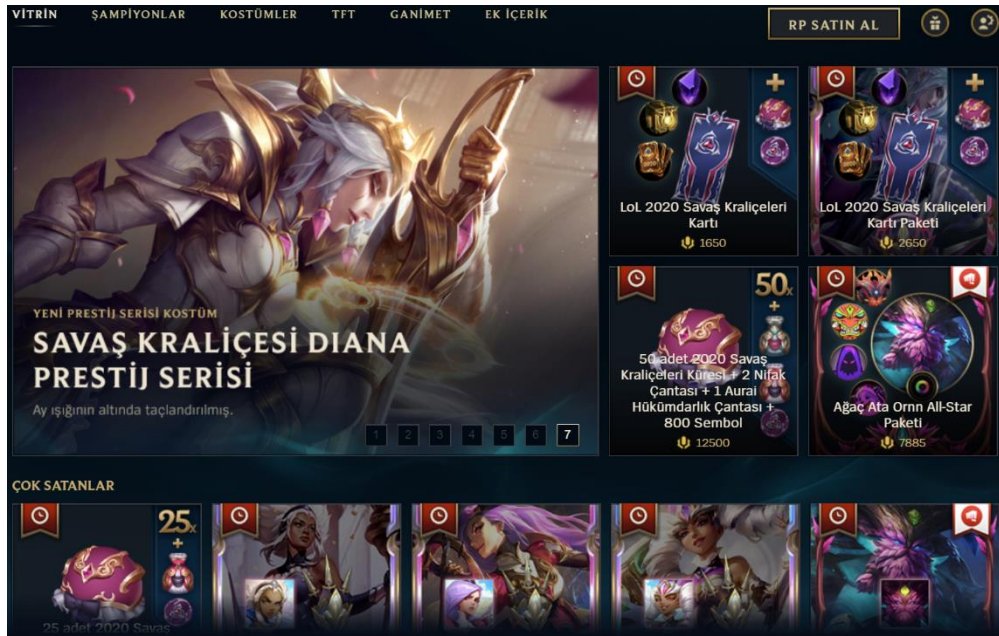 VİTRİN ŞAMPİYONLAR KOSTÜMLER TFT GANİMET EK İÇERİK
RP SATIN AL
YENİ PRESTİJ SERİSİ KOSTÜM
SAVAŞ KRALİÇESİ DIANA
PRESTİJ SERİSİ
Ay ışığının altında taçlandırılmış.
1 2 3 4 5 6 7
LoL 2020 Savaş Kraliçeleri
Kartı
1650
LoL 2020 Savaş Kraliçeleri
Kartı Paketi
2650
50x
50 adet 2020 Savaş
Kraliçeleri Küresi + 2 Nifak
Çantası + 1 Aurai
Hükümdarlık Çantası +
800 Sembol
12500
Ağaç Ata Ornn All-Star
Paketi
7885
ÇOK SATANLAR
25x
25 adet 2020 Savaş